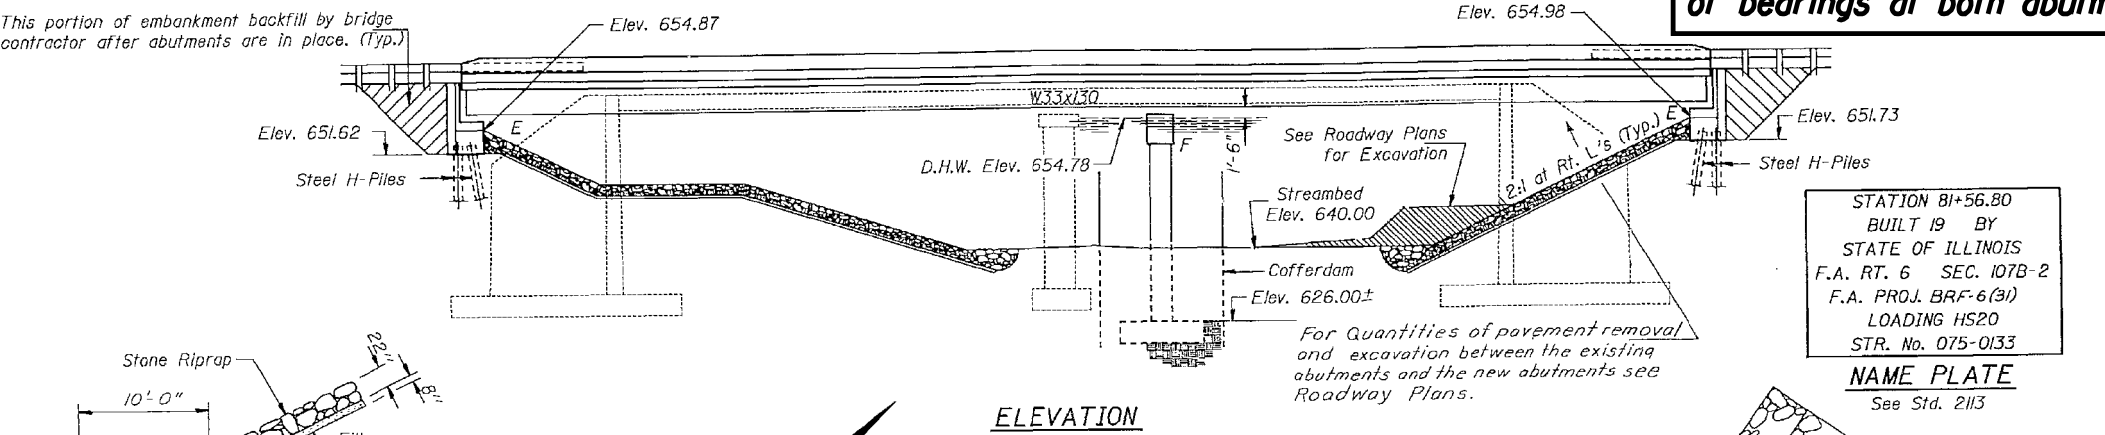 of bearings at both abutm
This portion of embankment backfill by bridge
contractor after abutments are in place. (Typ.)
Elev. 654.87
Elev. 654.98
W33x130
Elev. 651.62
E
E
Elev. 651.73
See Roadway Plans
for Excavation
D.H.W. Elev. 654.78
F
1'-6"
2:1 at Rt. L's (Typ.)
Steel H-Piles
Steel H-Piles
Streambed
Elev. 640.00
Cofferdam
Elev. 626.00±
For Quantities of pavement removal
and excavation between the existing
abutments and the new abutments see
Roadway Plans.
STATION 81+56.80
BUILT 19 BY
STATE OF ILLINOIS
F.A. RT. 6 SEC. 107B-2
F.A. PROJ. BRF-6(31)
LOADING HS20
STR. No. 075-0133
NAME PLATE
See Std. 2113
Stone Riprap
22"
8"
10'-0"
ELEVATION